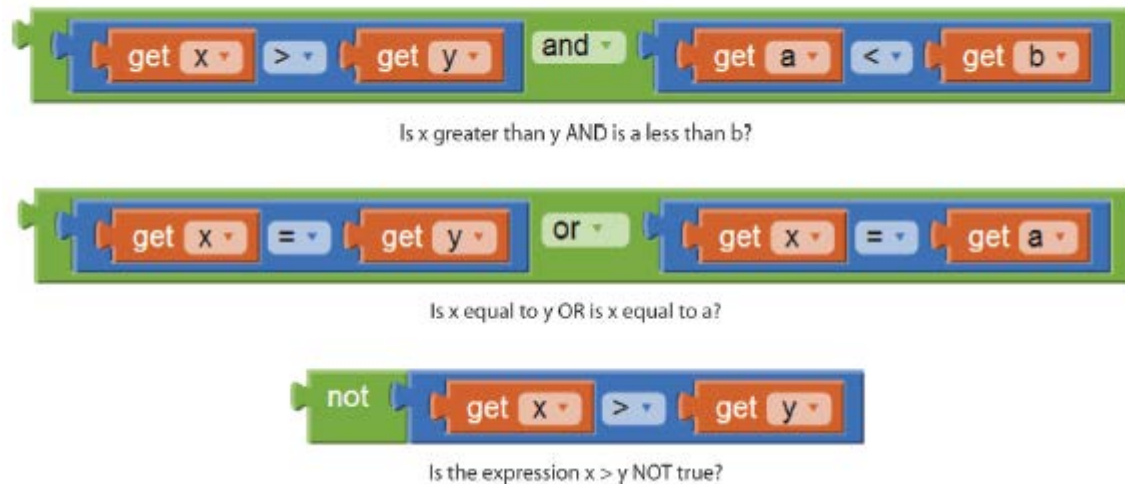 get x > get y and get a < get b
Is x greater than y AND is a less than b?
get x = get y or get x = get a
Is x equal to y OR is x equal to a?
not get x > get y
Is the expression x > y NOT true?